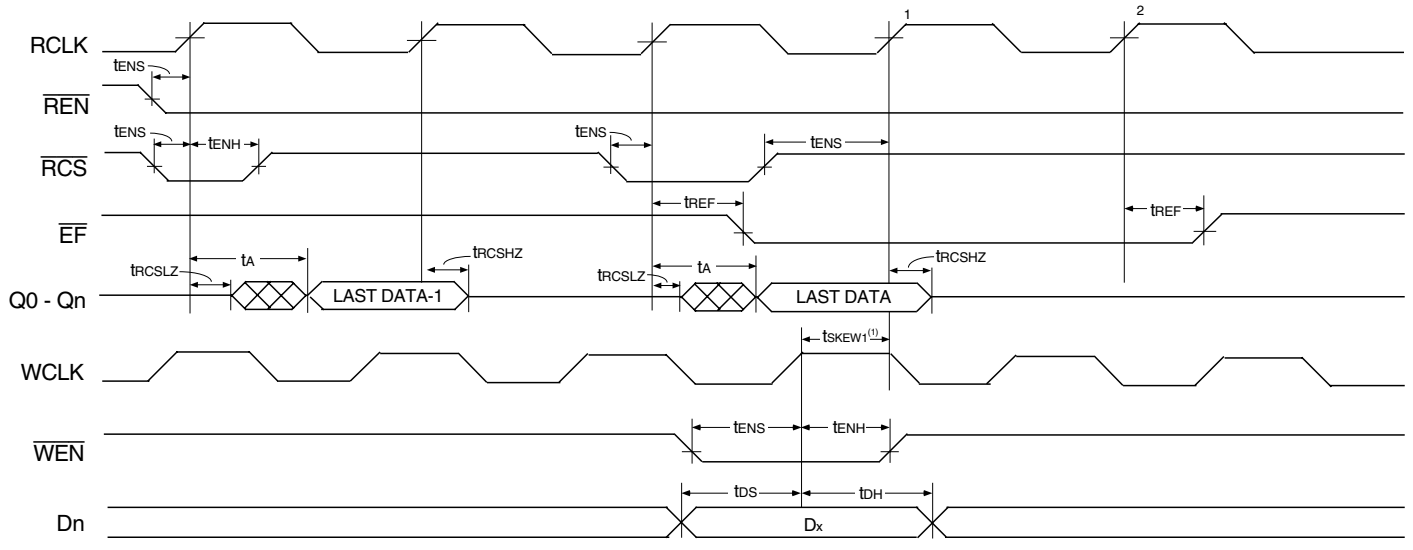 1 2
RCLK
tENS
REN
tENS tENH tENS tENS
RCS
tREF tREF
EF
tRCSLZ tA tRCSHZ tRCSLZ tA tRCSHZ
Q0 - Qn LAST DATA-1 LAST DATA
tSKEW1(1)
WCLK
tENS tENH
WEN
tDS tDH
Dn Dx